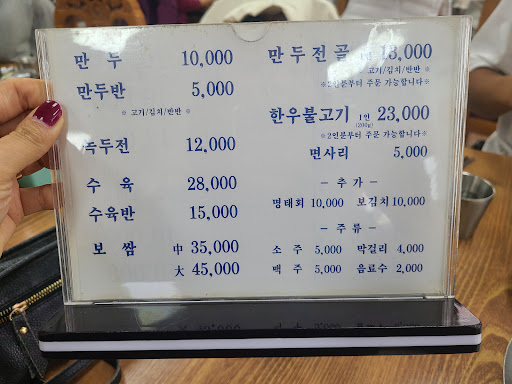 만 두 10,000
만두반 5,000
※ 고기/김치/반반 ※
녹두전 12,000
수 육 28,000
수육반 15,000
보 쌈 中 35,000
大 45,000
만두전골 1인 13,000
※ 고기/김치/반반 ※
※2인분부터 주문 가능합니다※
한우불고기 1인 23,000
(200g)
※2인분부터 주문 가능합니다※
면사리 5,000
– 추 가 –
명태회 10,000 보김치 10,000
– 주 류 –
소 주 5,000 막걸리 4,000
맥 주 5,000 음료수 2,000